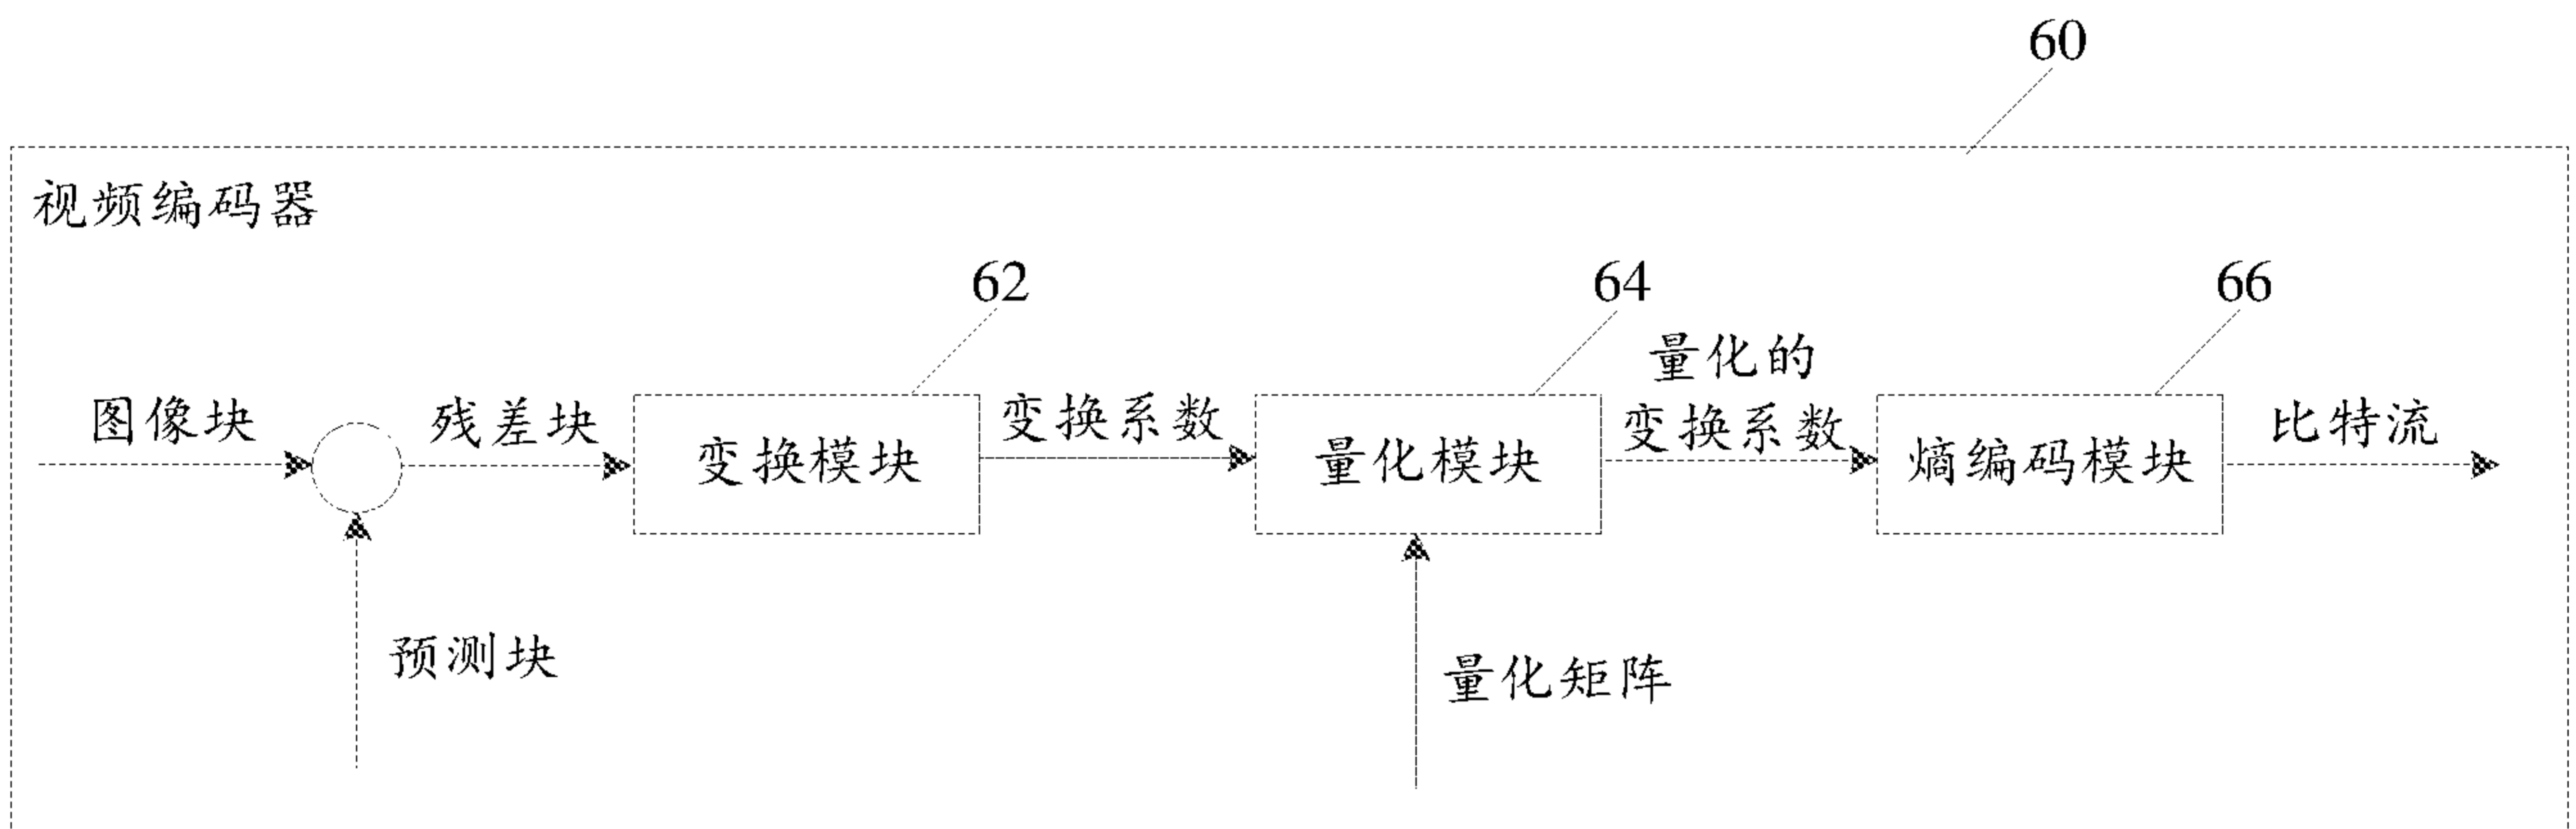 60
视频编码器
62
64
66
图像块
残差块
变换模块
变换系数
量化模块
量化的
变换系数
熵编码模块
比特流
预测块
量化矩阵